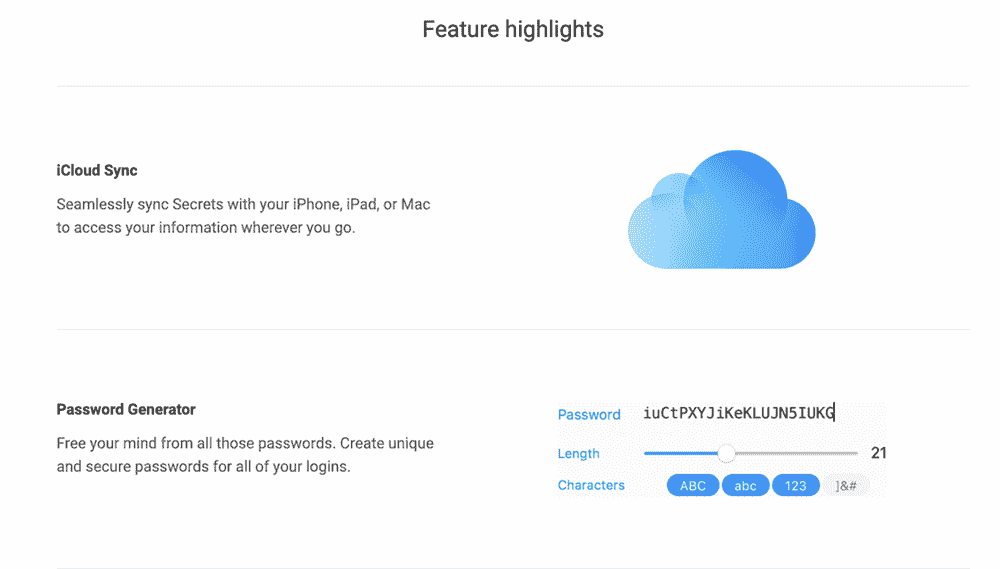 Feature highlights
iCloud Sync
Seamlessly sync Secrets with your iPhone, iPad, or Mac
to access your information wherever you go.
Password Generator
Free your mind from all those passwords. Create unique
and secure passwords for all of your logins.
Password iuCtPXYJiKeKLUJN5IUKG
Length 21
Characters ABC abc 123 ]&#